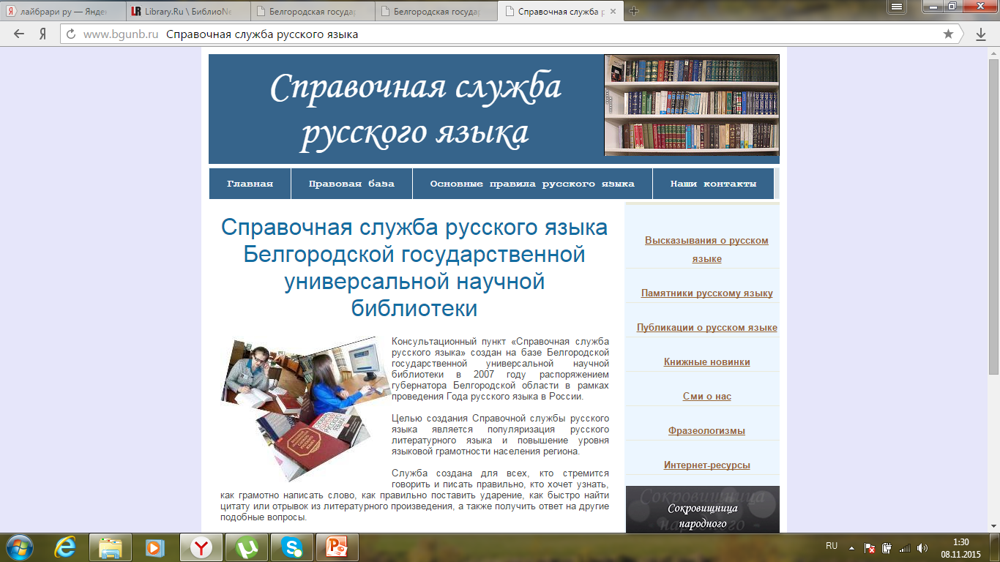 лайбрари ру — Яндек
Library.Ru \ БиблиоNe
Белгородская государ
Белгородская государ
Справочная служба р
www.bgunb.ru Справочная служба русского языка
Справочная служба
русского языка
Главная
Правовая база
Основные правила русского языка
Наши контакты
Справочная служба русского языка
Белгородской государственной
универсальной научной
библиотеки
Консультационный пункт «Справочная служба
русского языка» создан на базе Белгородской
государственной универсальной научной
библиотеки в 2007 году распоряжением
губернатора Белгородской области в рамках
проведения Года русского языка в России.
Целью создания Справочной службы русского
языка является популяризация русского
литературного языка и повышение уровня
языковой грамотности населения региона.
Служба создана для всех, кто стремится
говорить и писать правильно, кто хочет узнать,
как грамотно написать слово, как правильно поставить ударение, как быстро найти
цитату или отрывок из литературного произведения, а также получить ответ на другие
подобные вопросы.
Высказывания о русском
языке
Памятники русскому языку
Публикации о русском языке
Книжные новинки
Сми о нас
Фразеологизмы
Интернет-ресурсы
Сокровищница
народного
RU
1:30
08.11.2015